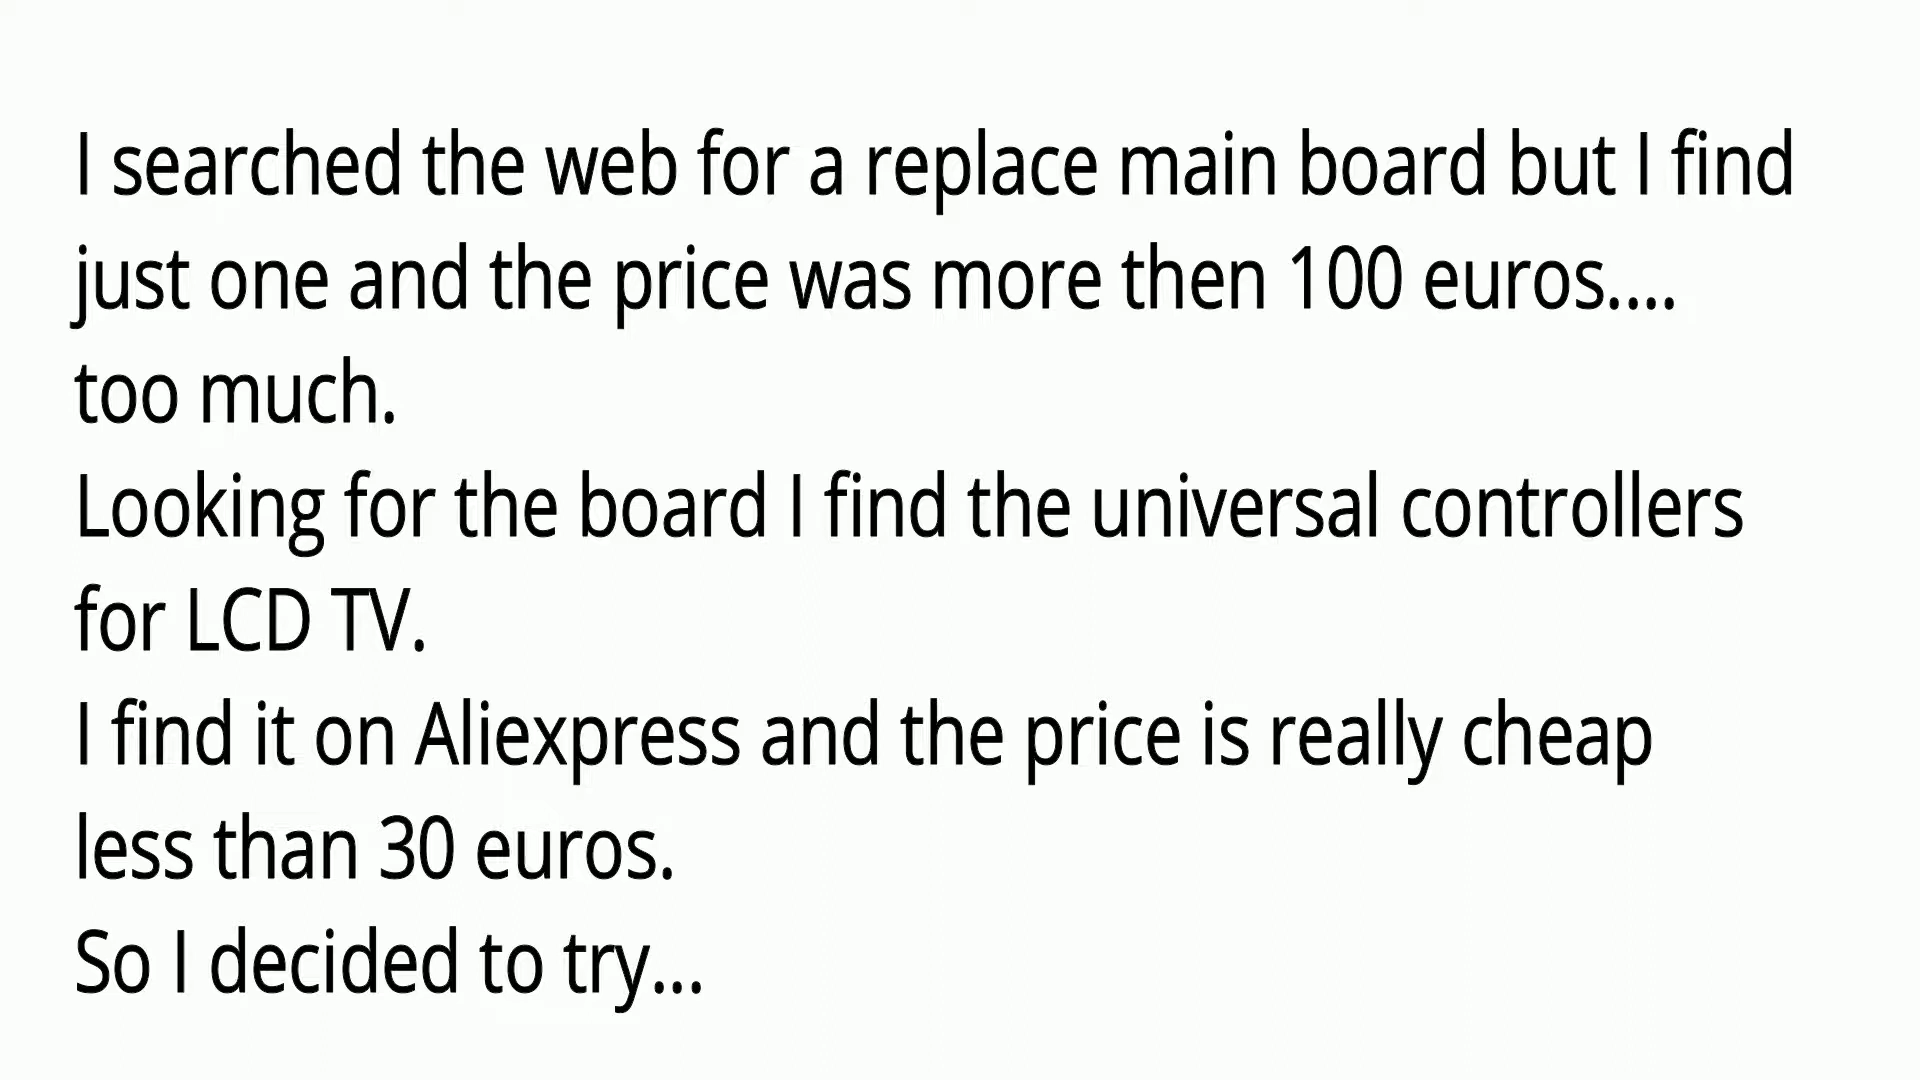 I searched the web for a replace main board but I find
just one and the price was more then 100 euros....
too much.
Looking for the board I find the universal controllers
for LCD TV.
I find it on Aliexpress and the price is really cheap
less than 30 euros.
So I decided to try...